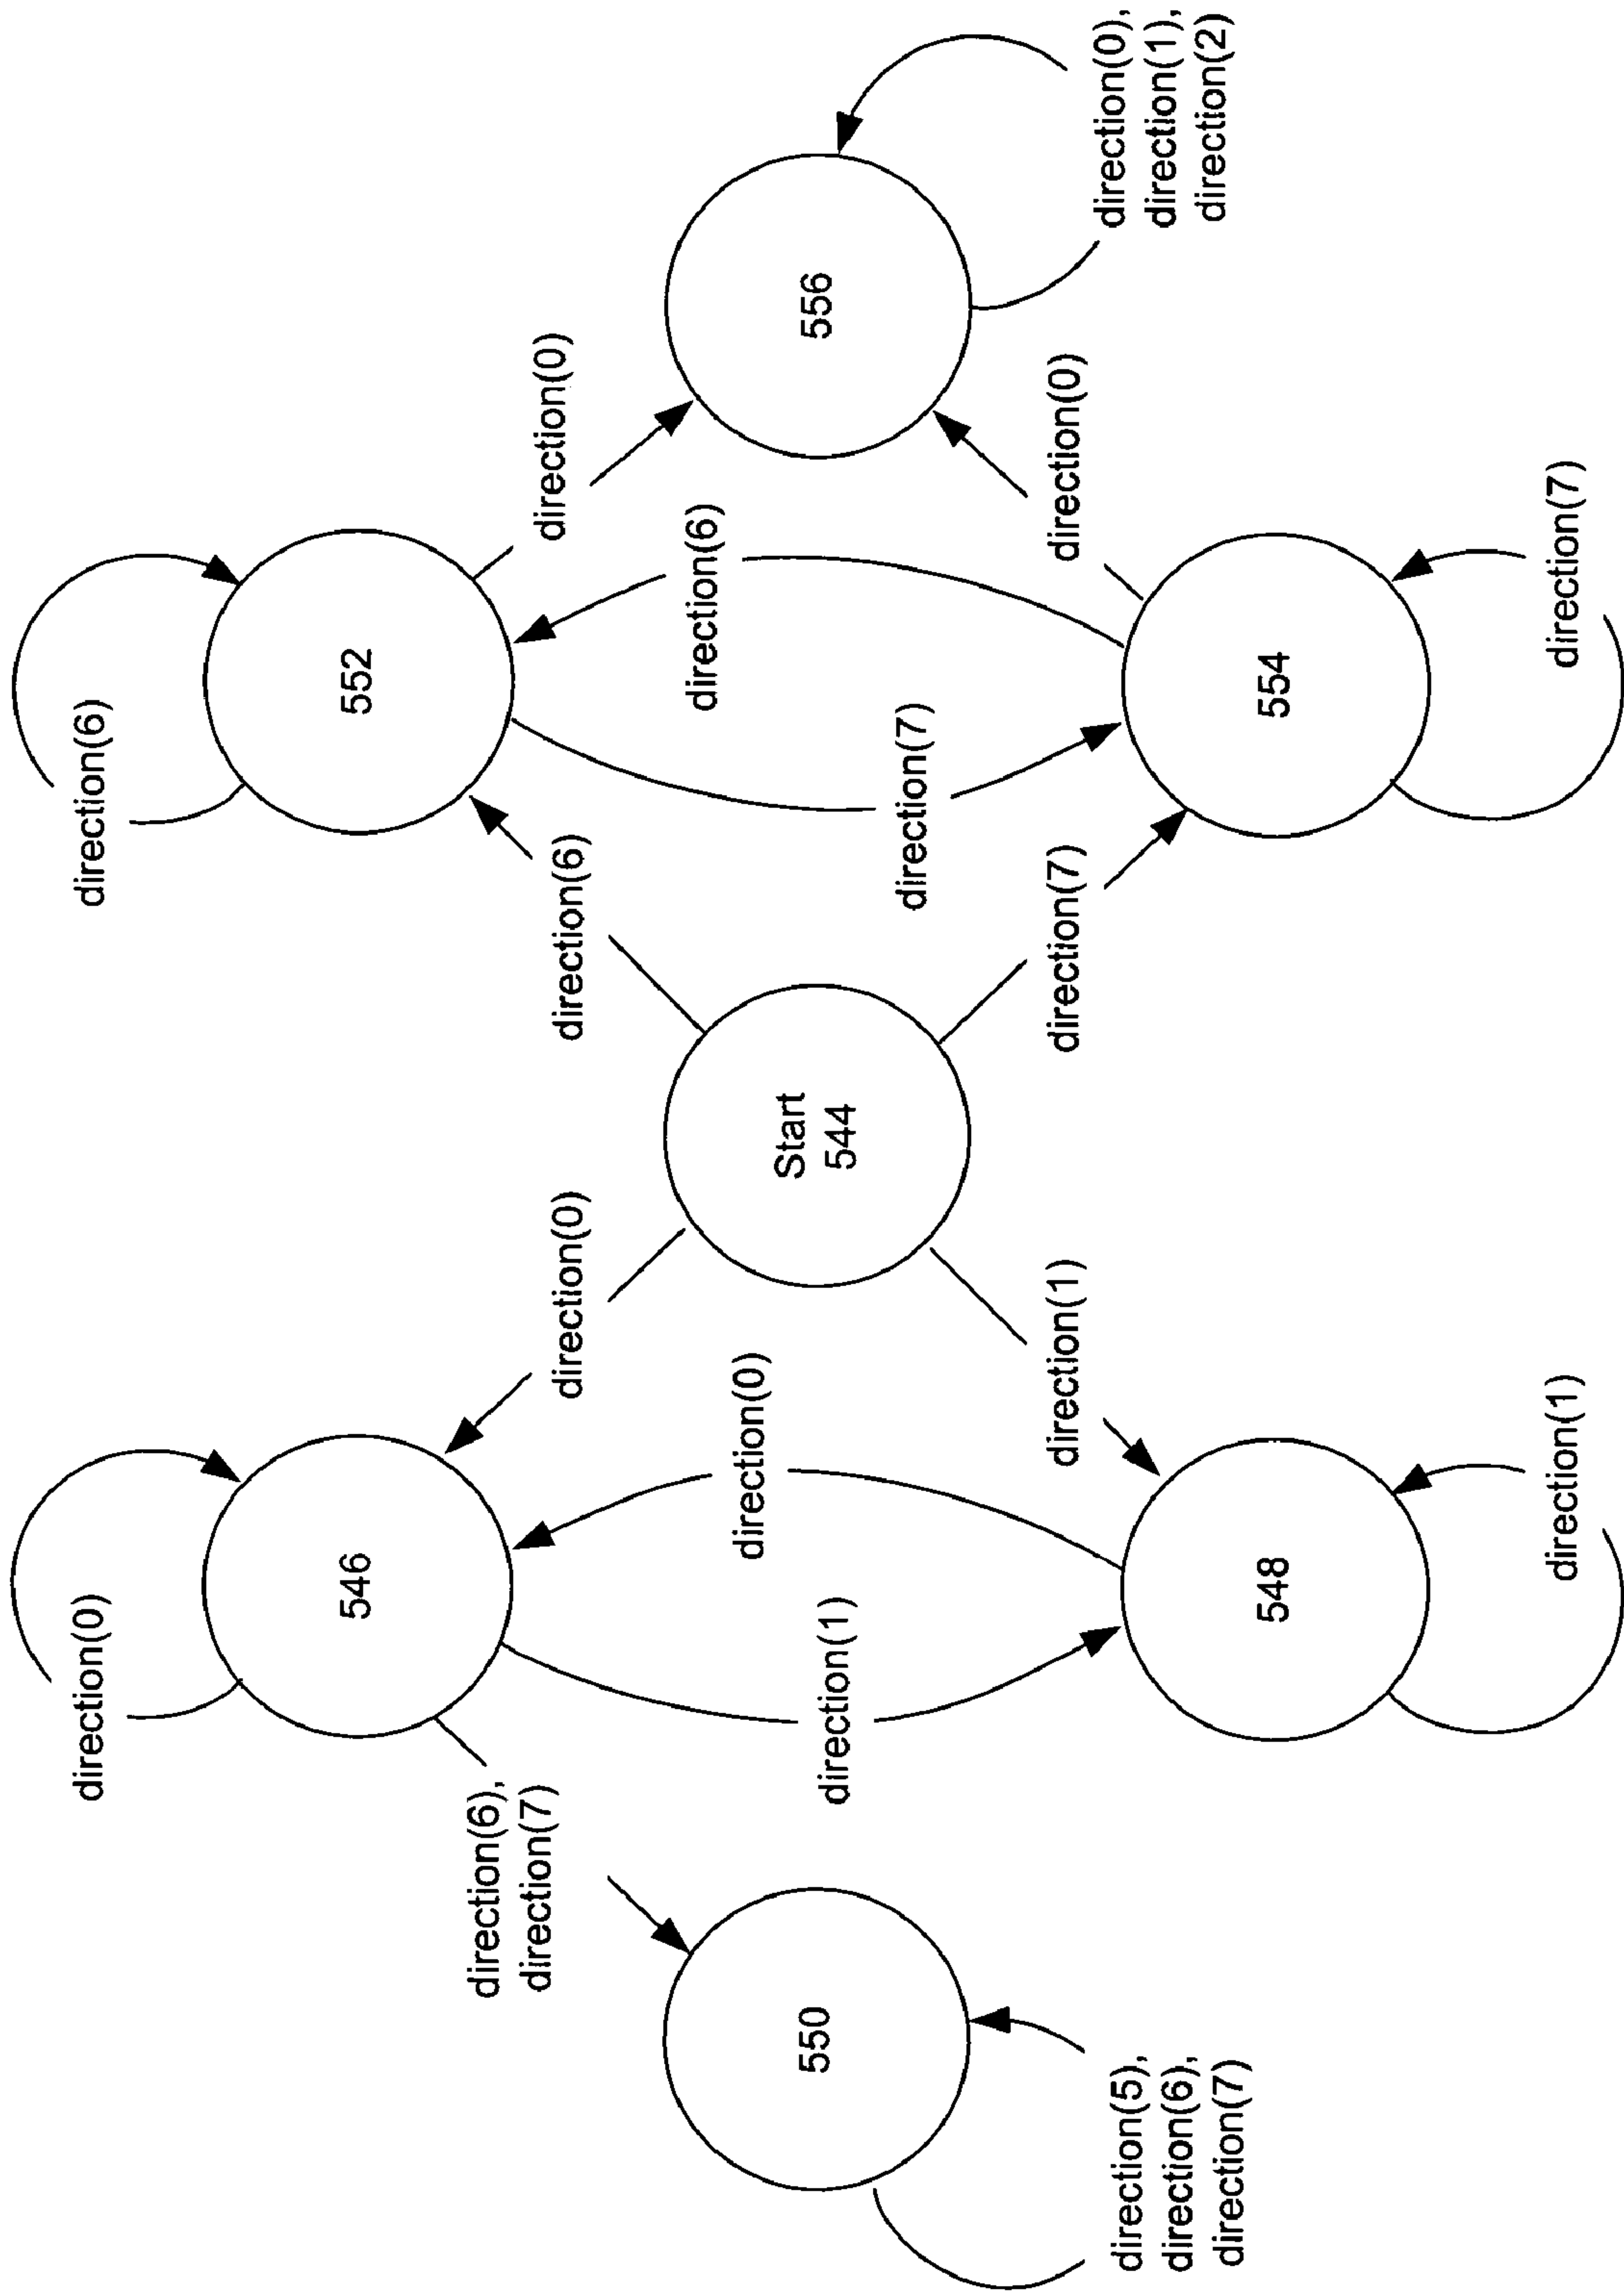 direction(0)
direction(6)
546
552
direction(6),
direction(7)
direction(0)
direction(6)
direction(0)
direction(0)
direction(6)
550
Start
544
556
direction(1)
direction(7)
direction(1)
direction(7)
direction(0)
direction(5),
direction(6),
direction(7)
direction(0),
direction(1),
direction(2)
548
554
direction(1)
direction(7)